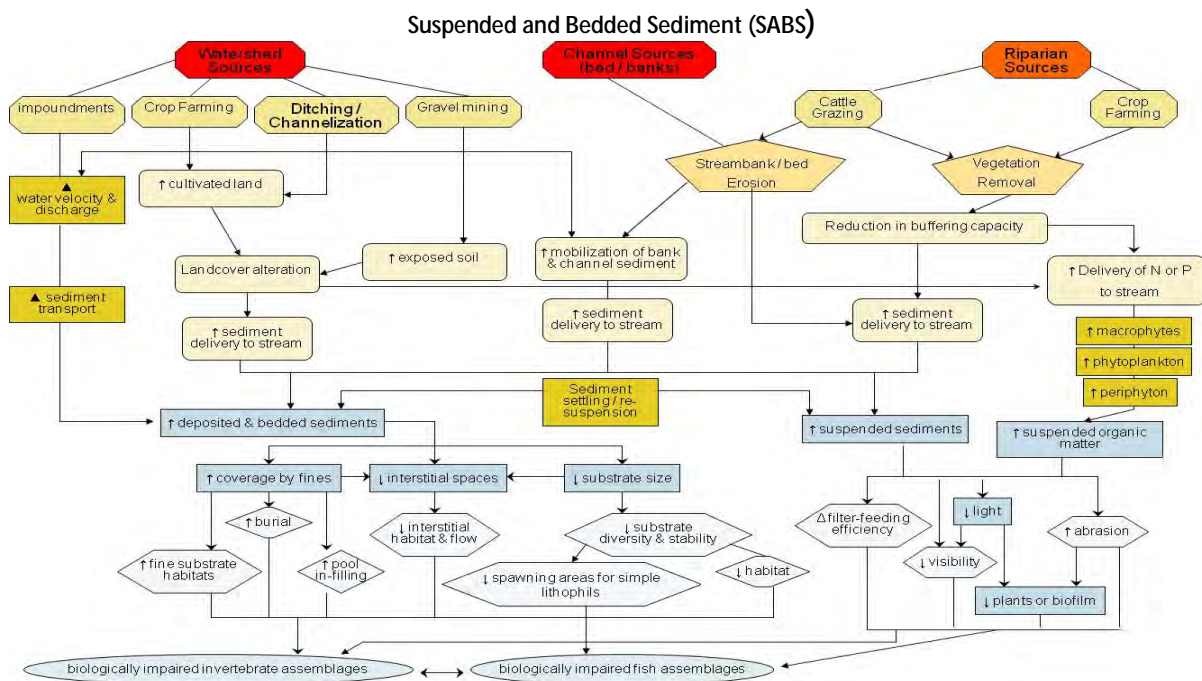 Suspended and Bedded Sediment (SABS)
Watershed
Sources
Channel Sources
(bed / banks)
Riparian
Sources
impoundments
Crop Farming
Ditching /
Channelization
Gravel mining
Cattle
Grazing
Crop
Farming
▲
water velocity &
discharge
↑ cultivated land
Streambank / bed
Erosion
Vegetation
Removal
Reduction in buffering capacity
Landcover alteration
↑ exposed soil
↑ mobilization of bank
& channel sediment
↑ Delivery of N or P
to stream
▲ sediment
transport
↑ sediment
delivery to stream
↑ sediment
delivery to stream
↑ sediment
delivery to stream
↑ macrophytes
↑ phytoplankton
↑ periphyton
Sediment
settling / re-
suspension
↑ deposited & bedded sediments
↑ suspended sediments
↑ suspended organic
matter
↑ coverage by fines
↓ interstitial spaces
↓ substrate size
↑ burial
↓ interstitial
habitat & flow
↓ substrate
diversity & stability
Δ filter-feeding
efficiency
↓ light
↑ abrasion
↑ fine substrate
habitats
↑ pool
in-filling
↓ spawning areas for simple
lithophils
↓ habitat
↓ visibility
↓ plants or biofilm
biologically impaired invertebrate assemblages
biologically impaired fish assemblages